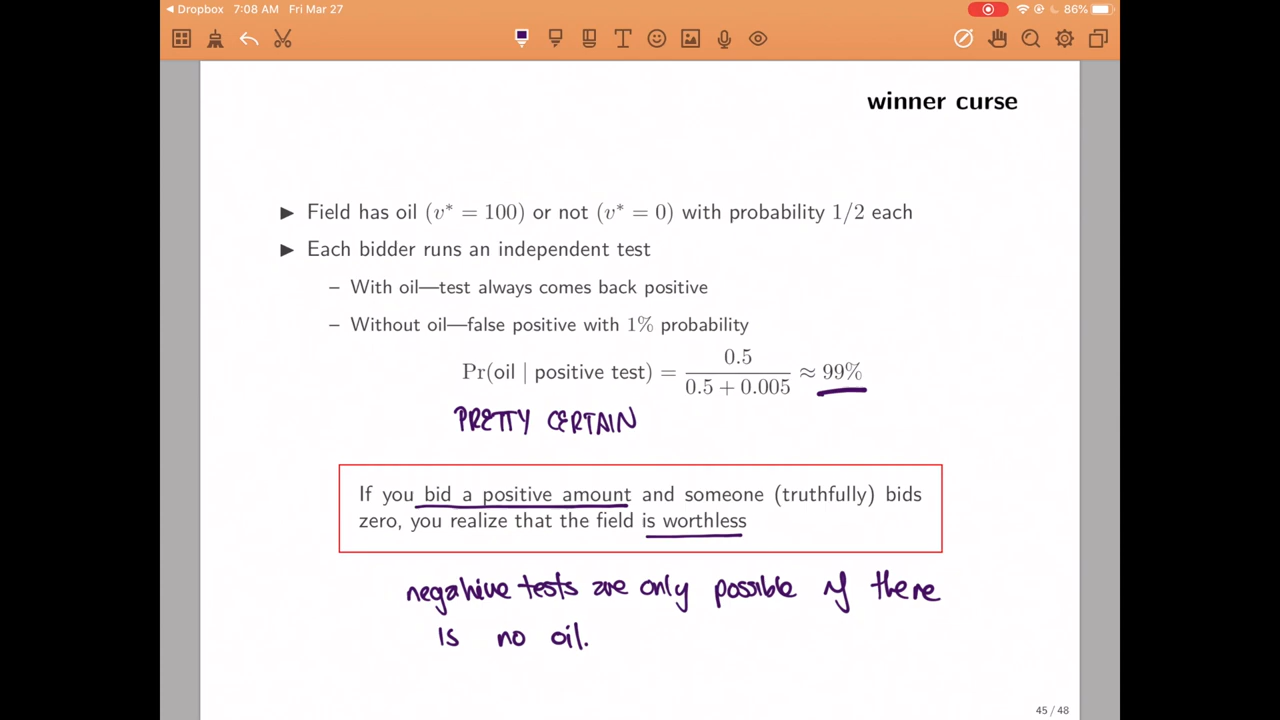 ◀ Dropbox 7:08 AM Fri Mar 27 86%
winner curse
▶ Field has oil (v* = 100) or not (v* = 0) with probability 1/2 each
▶ Each bidder runs an independent test
– With oil—test always comes back positive
– Without oil—false positive with 1% probability
Pr(oil | positive test) = 0.5 / (0.5 + 0.005) ≈ 99%
PRETTY CERTAIN
If you bid a positive amount and someone (truthfully) bids
zero, you realize that the field is worthless
negative tests are only possible if there
is no oil.
45 / 48